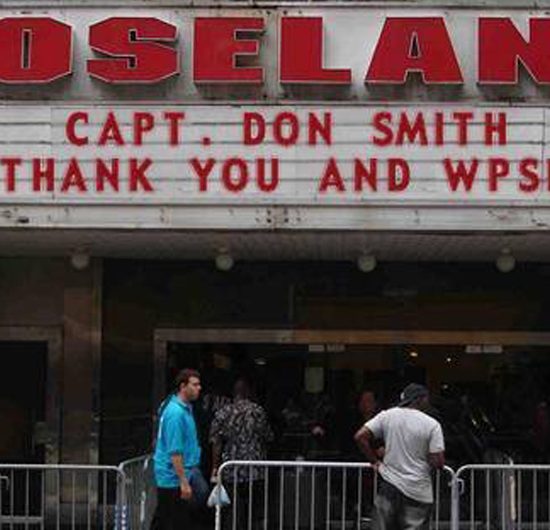 OSELAN
CAPT. DON SMITH
THANK YOU AND WPS